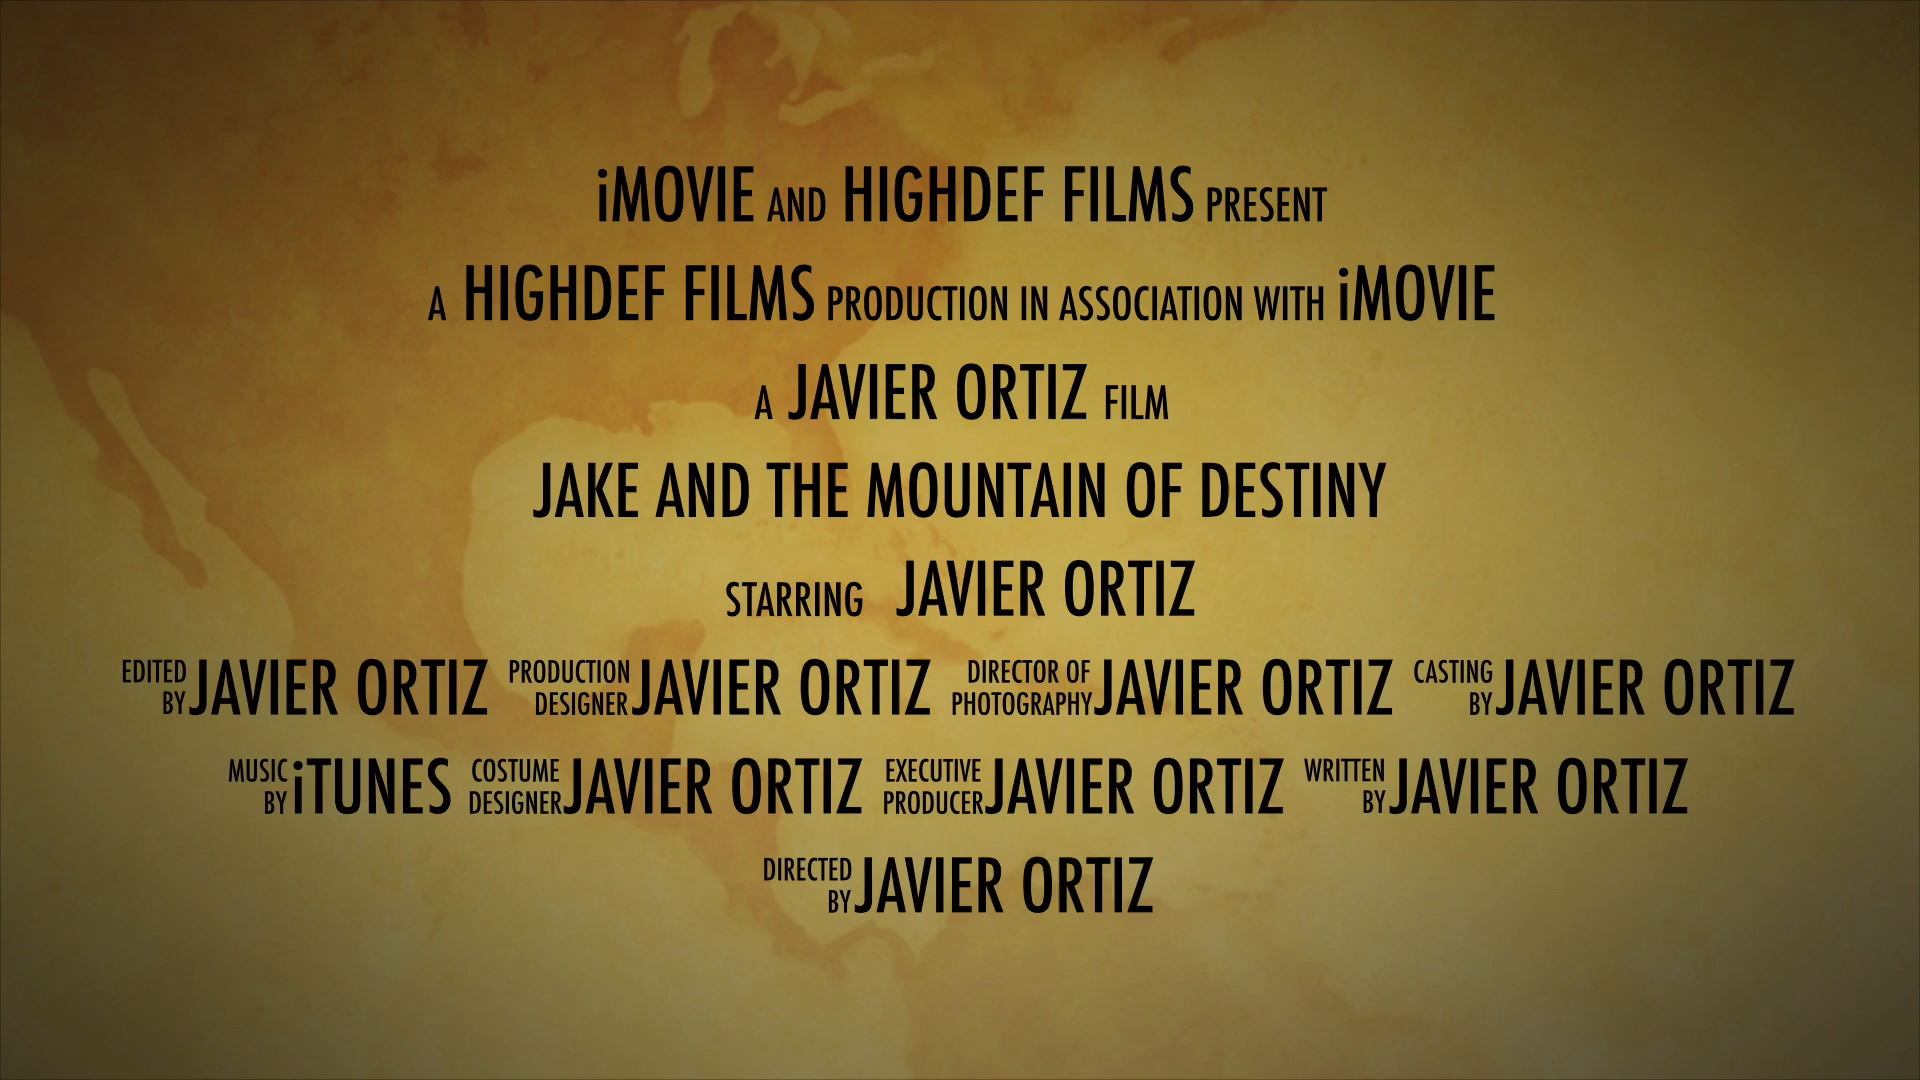 iMOVIE AND HIGHDEF FILMS PRESENT
A HIGHDEF FILMS PRODUCTION IN ASSOCIATION WITH iMOVIE
A JAVIER ORTIZ FILM
JAKE AND THE MOUNTAIN OF DESTINY
STARRING JAVIER ORTIZ
EDITED BY JAVIER ORTIZ PRODUCTION DESIGNER JAVIER ORTIZ DIRECTOR OF PHOTOGRAPHY JAVIER ORTIZ CASTING BY JAVIER ORTIZ
MUSIC BY iTUNES COSTUME DESIGNER JAVIER ORTIZ EXECUTIVE PRODUCER JAVIER ORTIZ WRITTEN BY JAVIER ORTIZ
DIRECTED BY JAVIER ORTIZ